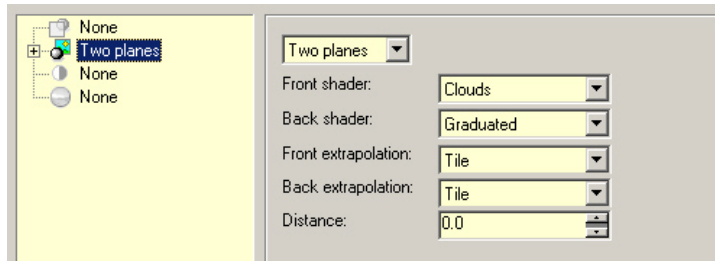 None
Two planes
None
None
Two planes
Front shader: Clouds
Back shader: Graduated
Front extrapolation: Tile
Back extrapolation: Tile
Distance: 0.0